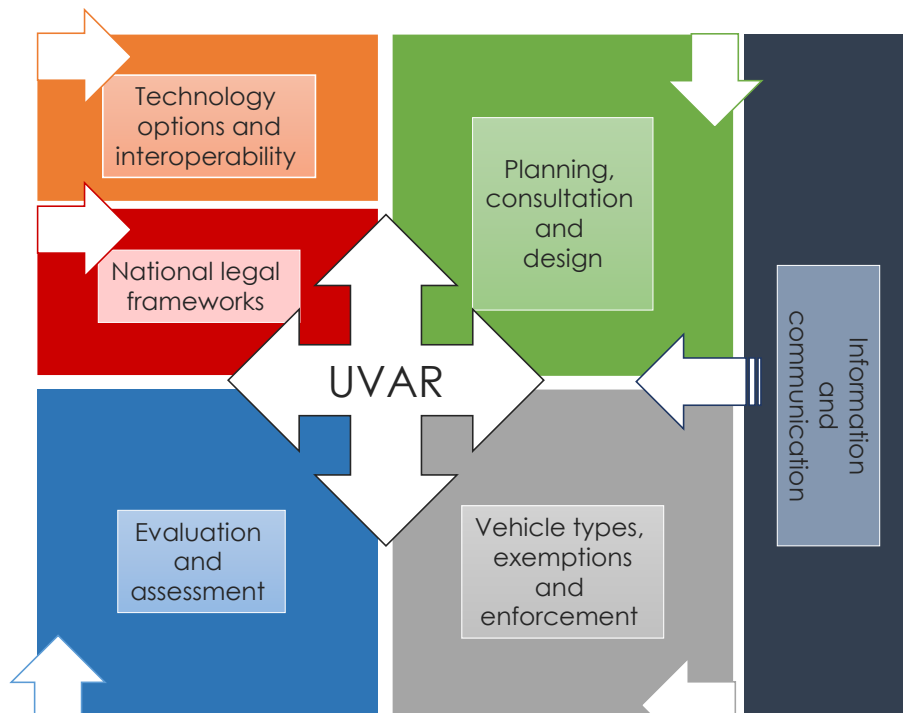 Technology
options and
interoperability
Planning,
consultation
and
design
National legal
frameworks
UVAR
Information
and
communication
Evaluation
and
assessment
Vehicle types,
exemptions
and
enforcement